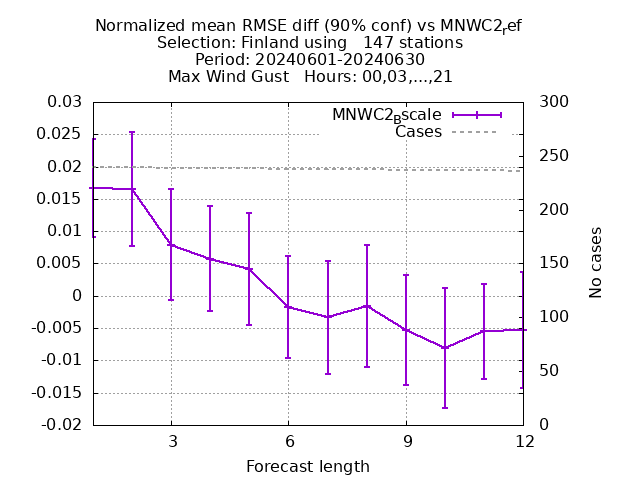 Normalized mean RMSE diff (90% conf) vs MNWC2ref
Selection: Finland using   147 stations
Period: 20240601-20240630
Max Wind Gust   Hours: 00,03,...,21
MNWC2Bscale
Cases
0.03
0.025
0.02
0.015
0.01
0.005
0
-0.005
-0.01
-0.015
-0.02
300
250
200
150
100
50
0
No cases
3
6
9
12
Forecast length